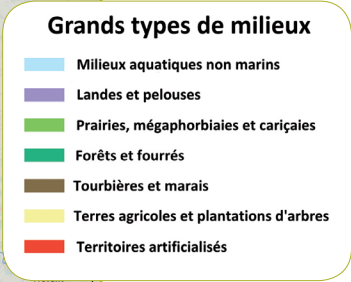 Grands types de milieux
Milieux aquatiques non marins
Landes et pelouses
Prairies, mégaphorbiaies et cariçaies
Forêts et fourrés
Tourbières et marais
Terres agricoles et plantations d'arbres
Territoires artificialisés